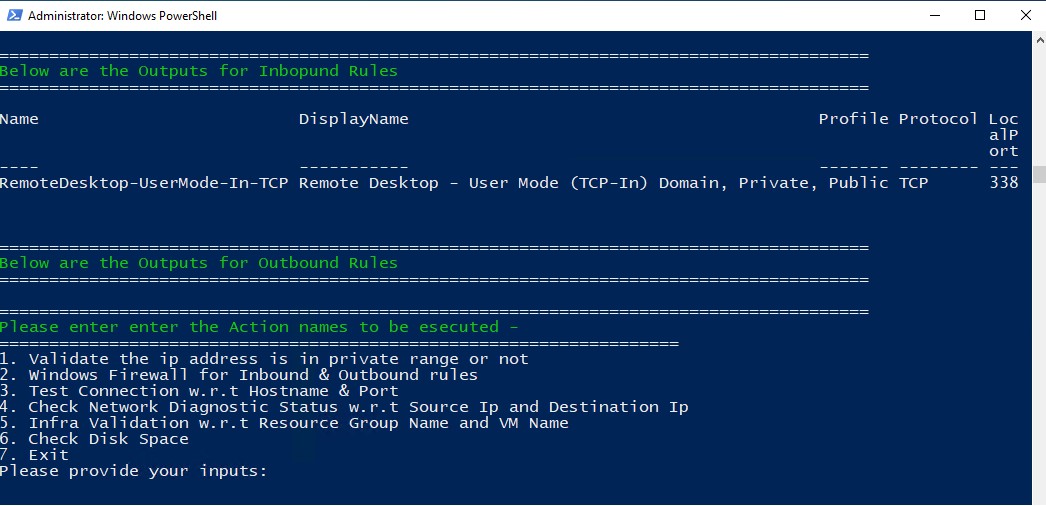 Administrator: Windows PowerShell
=======================================================================================
Below are the Outputs for Inbopund Rules
=======================================================================================
Name DisplayName Profile Protocol Loc
alP
ort
---- ----------- ------- -------- ---
RemoteDesktop-UserMode-In-TCP Remote Desktop - User Mode (TCP-In) Domain, Private, Public TCP 338
=======================================================================================
Below are the Outputs for Outbound Rules
=======================================================================================
=======================================================================================
Please enter enter the Action names to be esecuted -
====================================================================
1. Validate the ip address is in private range or not
2. Windows Firewall for Inbound & Outbound rules
3. Test Connection w.r.t Hostname & Port
4. Check Network Diagnostic Status w.r.t Source Ip and Destination Ip
5. Infra Validation w.r.t Resource Group Name and VM Name
6. Check Disk Space
7. Exit
Please provide your inputs: